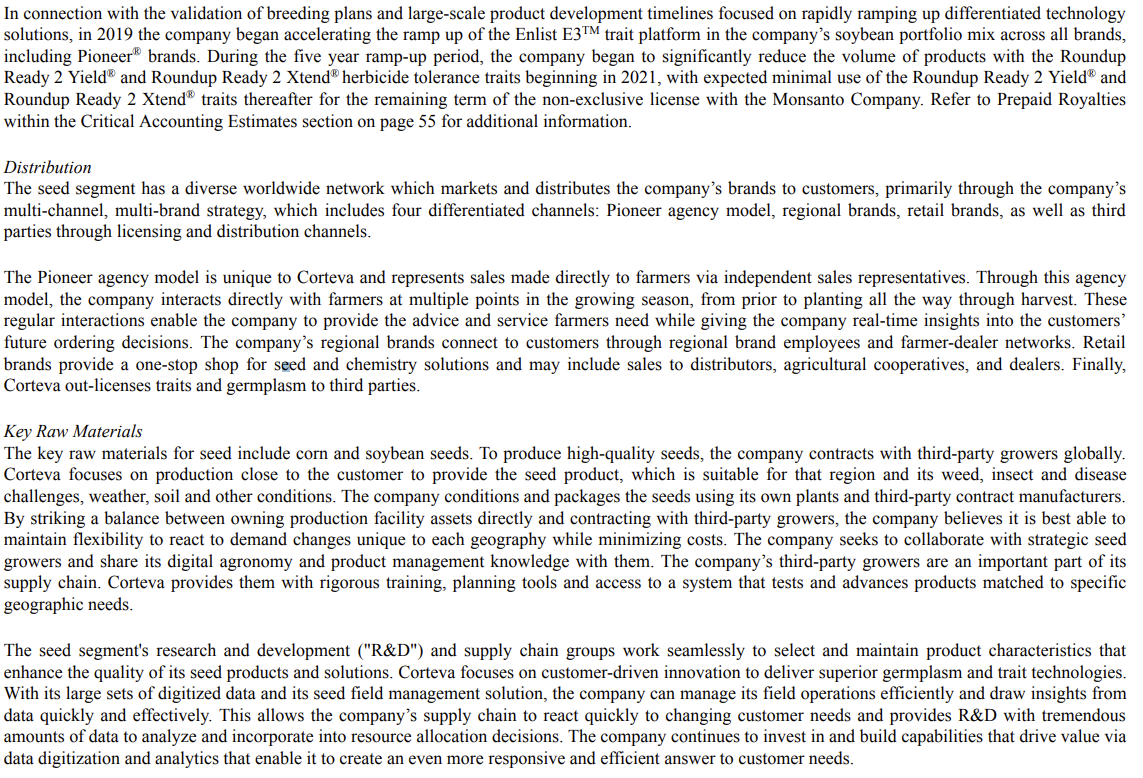 In connection with the validation of breeding plans and large-scale product development timelines focused on rapidly ramping up differentiated technology
solutions, in 2019 the company began accelerating the ramp up of the Enlist E3™ trait platform in the company's soybean portfolio mix across all brands,
including Pioneer® brands. During the five year ramp-up period, the company began to significantly reduce the volume of products with the Roundup
Ready 2 Yield® and Roundup Ready 2 Xtend® herbicide tolerance traits beginning in 2021, with expected minimal use of the Roundup Ready 2 Yield® and
Roundup Ready 2 Xtend® traits thereafter for the remaining term of the non-exclusive license with the Monsanto Company. Refer to Prepaid Royalties
within the Critical Accounting Estimates section on page 55 for additional information.
Distribution
The seed segment has a diverse worldwide network which markets and distributes the company's brands to customers, primarily through the company's
multi-channel, multi-brand strategy, which includes four differentiated channels: Pioneer agency model, regional brands, retail brands, as well as third
parties through licensing and distribution channels.
The Pioneer agency model is unique to Corteva and represents sales made directly to farmers via independent sales representatives. Through this agency
model, the company interacts directly with farmers at multiple points in the growing season, from prior to planting all the way through harvest. These
regular interactions enable the company to provide the advice and service farmers need while giving the company real-time insights into the customers'
future ordering decisions. The company's regional brands connect to customers through regional brand employees and farmer-dealer networks. Retail
brands provide a one-stop shop for seed and chemistry solutions and may include sales to distributors, agricultural cooperatives, and dealers. Finally,
Corteva out-licenses traits and germplasm to third parties.
Key Raw Materials
The key raw materials for seed include corn and soybean seeds. To produce high-quality seeds, the company contracts with third-party growers globally.
Corteva focuses on production close to the customer to provide the seed product, which is suitable for that region and its weed, insect and disease
challenges, weather, soil and other conditions. The company conditions and packages the seeds using its own plants and third-party contract manufacturers.
By striking a balance between owning production facility assets directly and contracting with third-party growers, the company believes it is best able to
maintain flexibility to react to demand changes unique to each geography while minimizing costs. The company seeks to collaborate with strategic seed
growers and share its digital agronomy and product management knowledge with them. The company's third-party growers are an important part of its
supply chain. Corteva provides them with rigorous training, planning tools and access to a system that tests and advances products matched to specific
geographic needs.
The seed segment's research and development ("R&D") and supply chain groups work seamlessly to select and maintain product characteristics that
enhance the quality of its seed products and solutions. Corteva focuses on customer-driven innovation to deliver superior germplasm and trait technologies.
With its large sets of digitized data and its seed field management solution, the company can manage its field operations efficiently and draw insights from
data quickly and effectively. This allows the company's supply chain to react quickly to changing customer needs and provides R&D with tremendous
amounts of data to analyze and incorporate into resource allocation decisions. The company continues to invest in and build capabilities that drive value via
data digitization and analytics that enable it to create an even more responsive and efficient answer to customer needs.